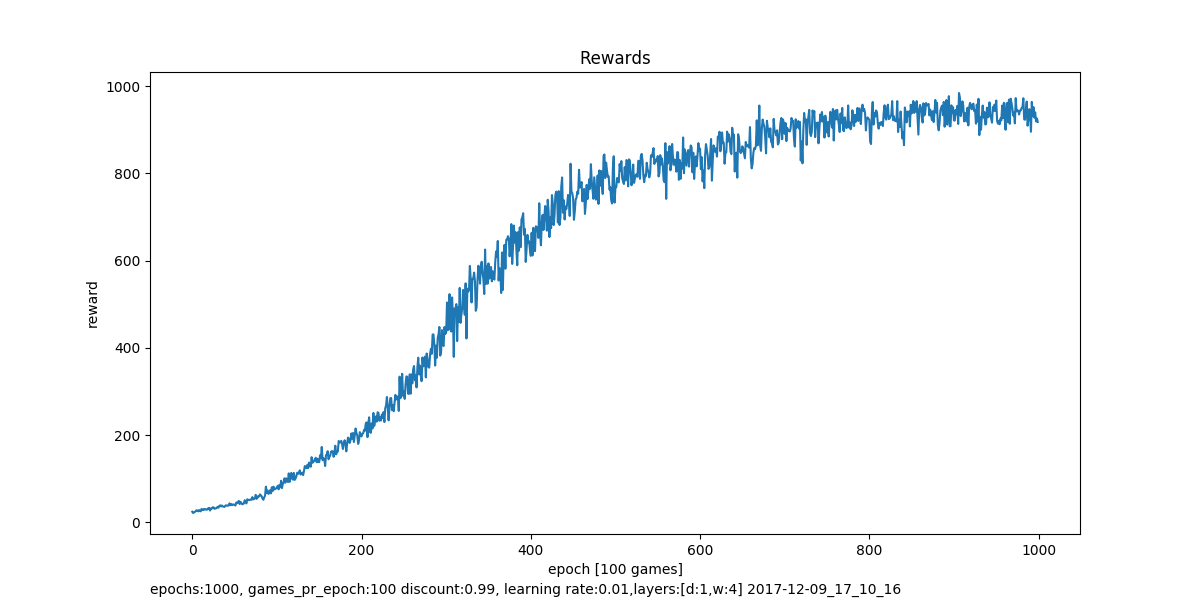 Rewards
1000
800
600
400
200
0
reward
0 200 400 600 800 1000
epoch [100 games]
epochs:1000, games_pr_epoch:100 discount:0.99, learning rate:0.01,layers:[d:1,w:4] 2017-12-09_17_10_16